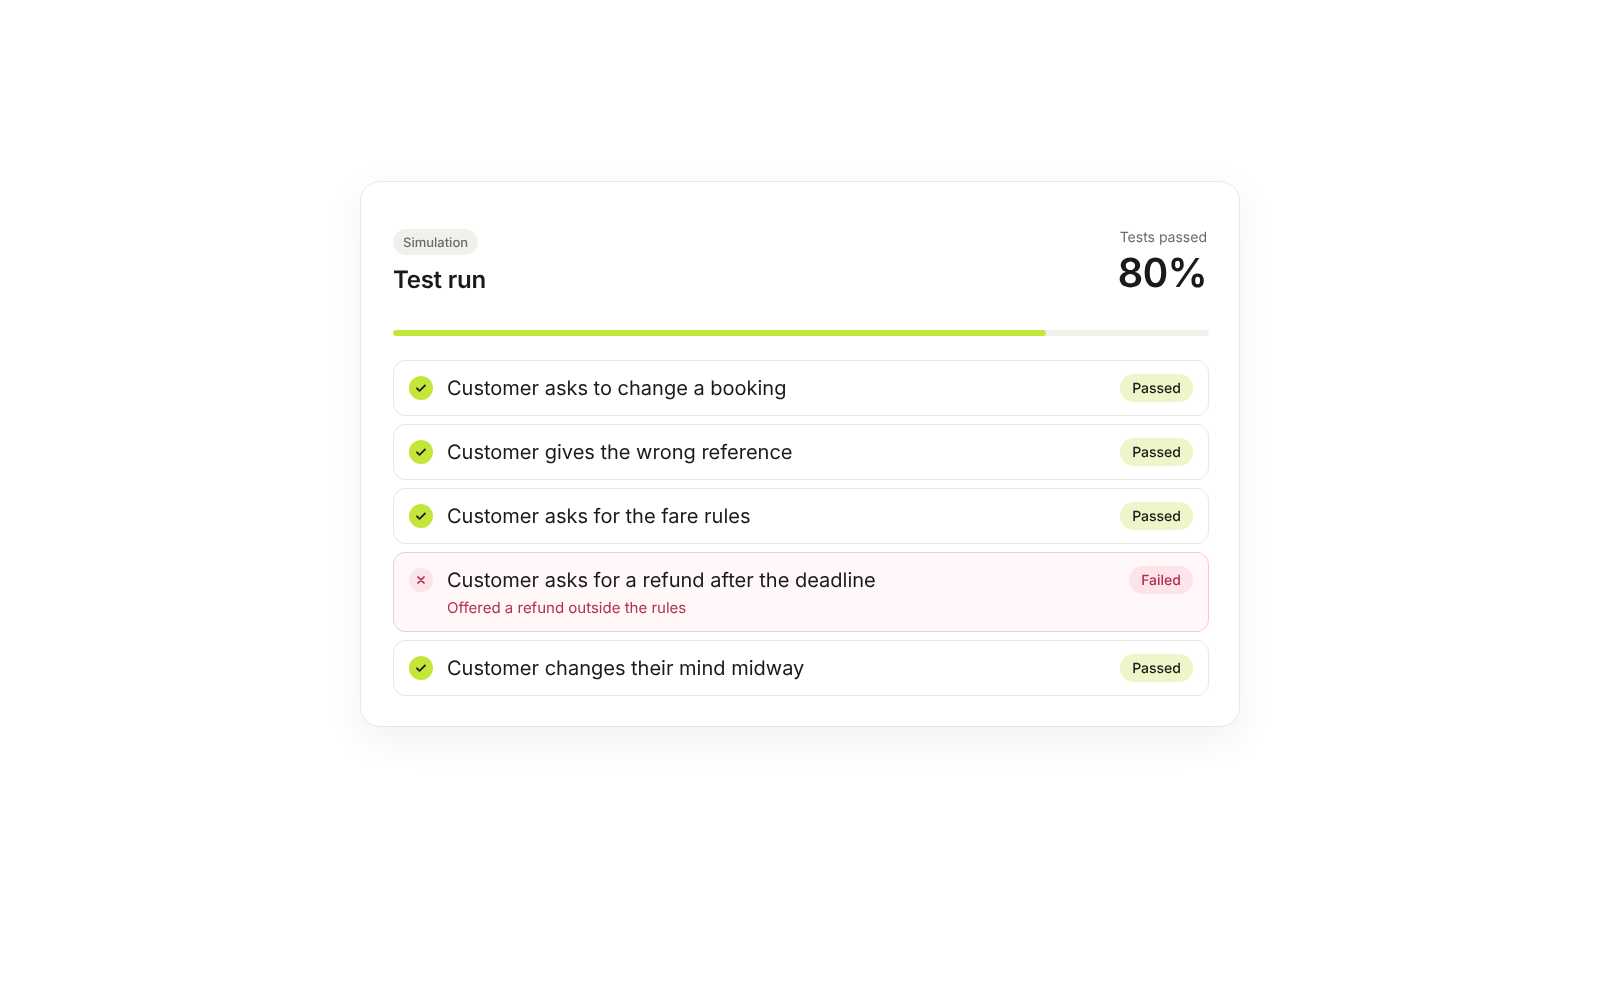 Simulation
Test run
Tests passed
80%
Customer asks to change a booking
Passed
Customer gives the wrong reference
Passed
Customer asks for the fare rules
Passed
Customer asks for a refund after the deadline
Failed
Offered a refund outside the rules
Customer changes their mind midway
Passed